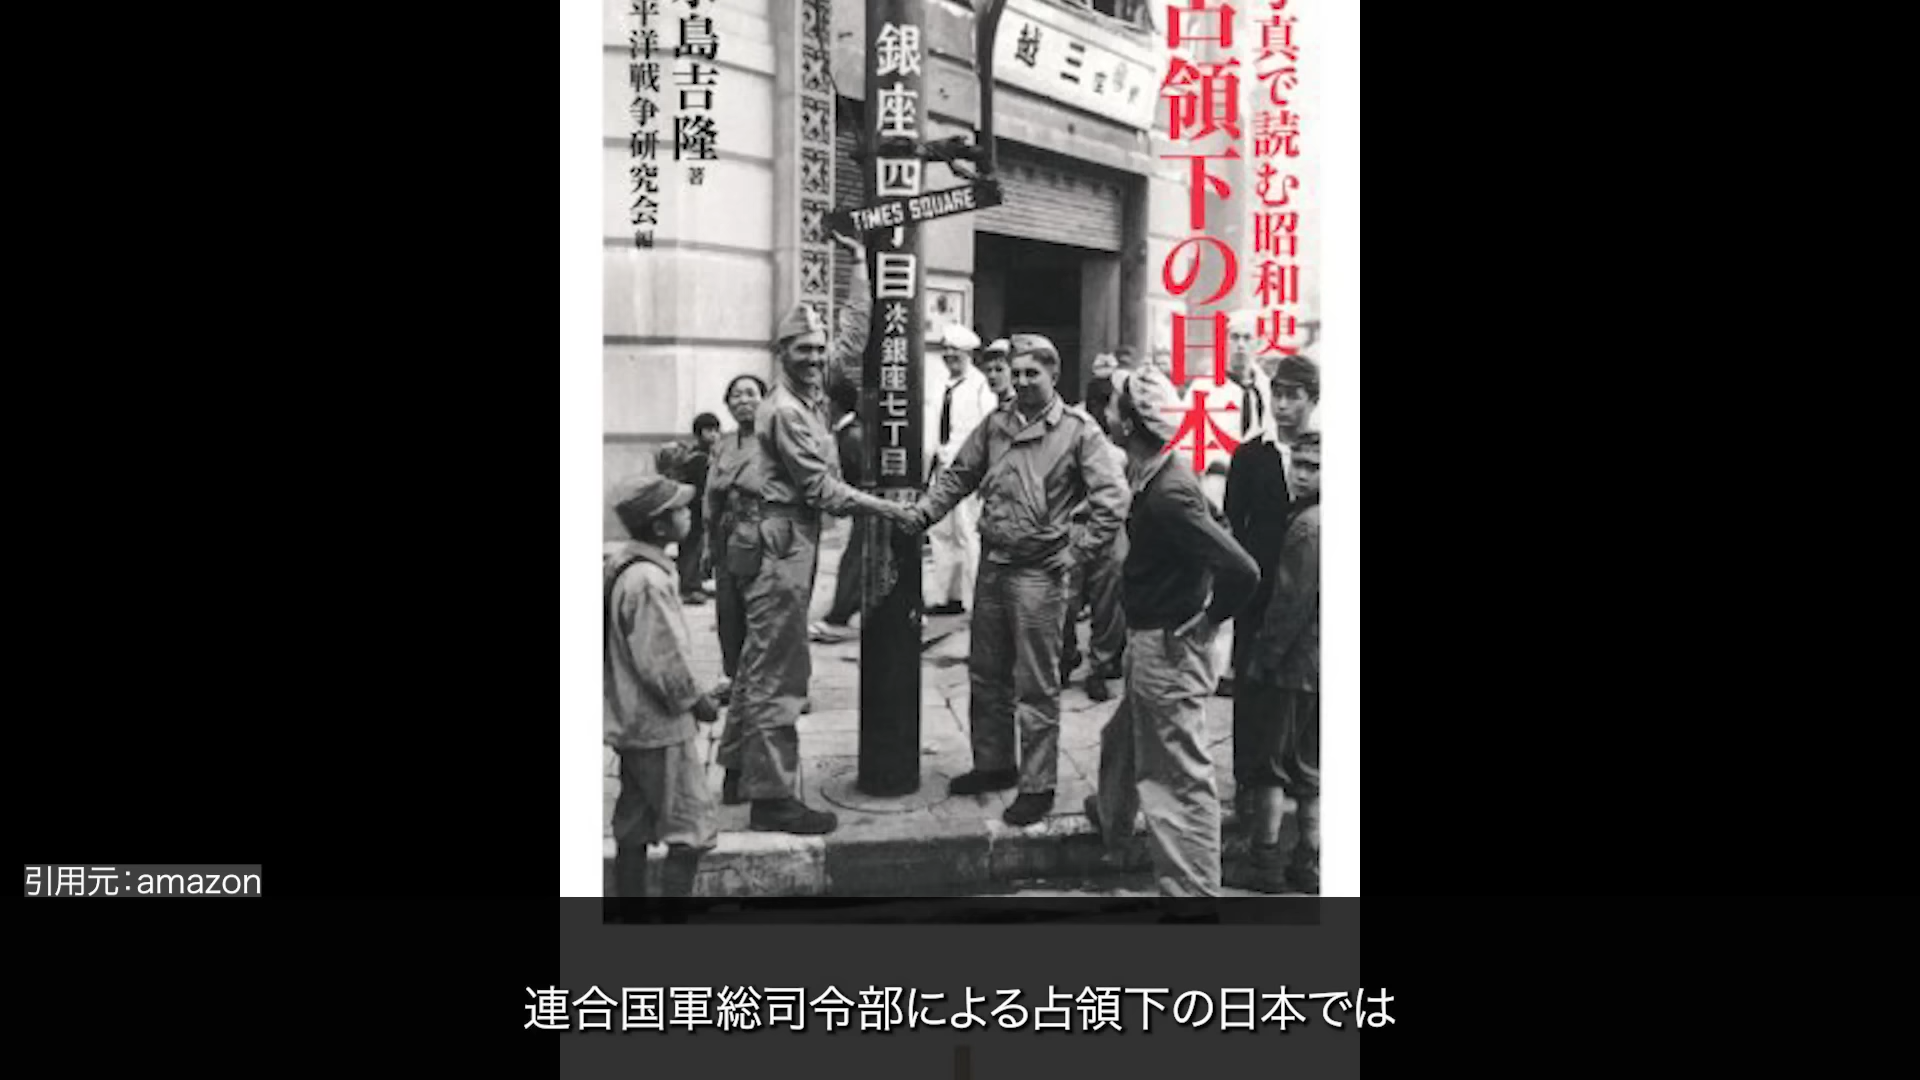 写真で読む昭和史
占領下の日本
島吉隆 著
平洋戦争研究会 編
銀座四丁目
次ハ銀座七丁目
TIMES SQUARE
越三
引用元：amazon
連合国軍総司令部による占領下の日本では